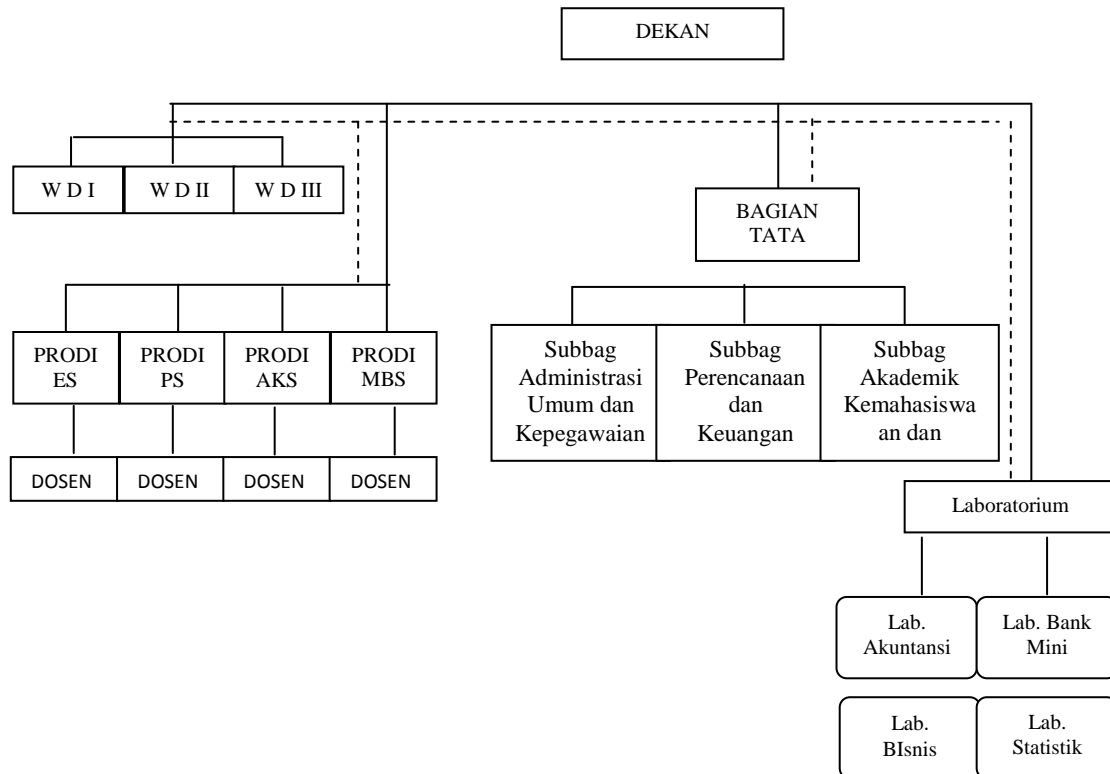 DEKAN
W D I
W D II
W D III
BAGIAN
TATA
PRODI
ES
PRODI
PS
PRODI
AKS
PRODI
MBS
Subbag
Administrasi
Umum dan
Kepegawaian
Subbag
Perencanaan
dan
Keuangan
Subbag
Akademik
Kemahasiswa
an dan
DOSEN
DOSEN
DOSEN
DOSEN
Laboratorium
Lab.
Akuntansi
Lab. Bank
Mini
Lab.
BIsnis
Lab.
Statistik